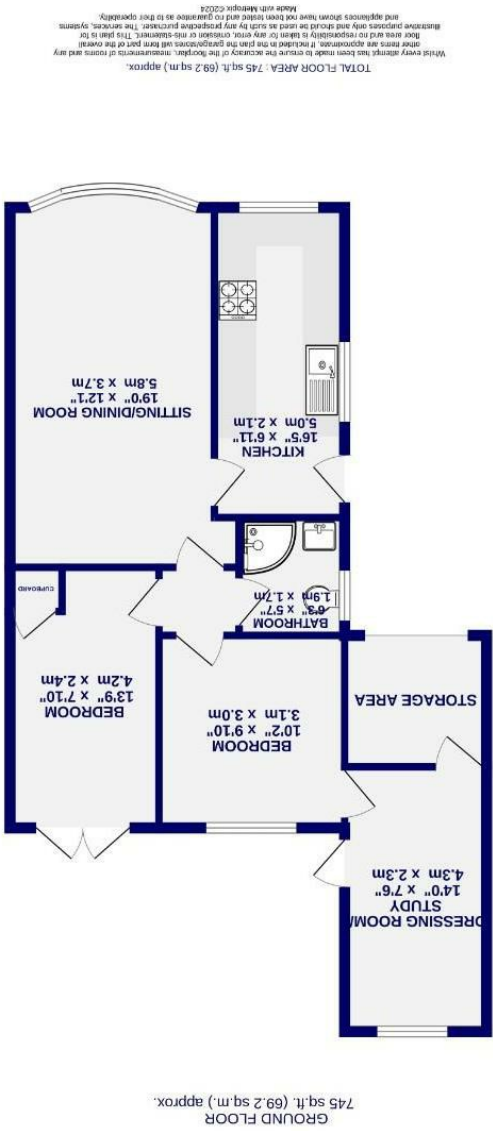 GROUND FLOOR
745 sq.ft. (69.2 sq.m.) approx.
DRESSING ROOM/
STUDY
14'0" x 7'6"
4.3m x 2.3m
BEDROOM
10'2" x 9'10"
3.1m x 3.0m
BEDROOM
13'9" x 7'10"
4.2m x 2.4m
STORAGE AREA
BATHROOM
6'3" x 5'7"
1.9m x 1.7m
CUPBOARD
KITCHEN
16'5" x 6'11"
5.0m x 2.1m
SITTING/DINING ROOM
19'0" x 12'1"
5.8m x 3.7m
TOTAL FLOOR AREA : 745 sq.ft. (69.2 sq.m.) approx.
Whilst every attempt has been made to ensure the accuracy of the floorplan, measurements of rooms and any
other items are approximate. If included in the plan the garage/stores will form part of the overall
floor area and no responsibility is taken for any error, omission or mis-statement. This plan is for
illustrative purposes only and should be used as such by any prospective purchaser. The services, systems
and appliances shown have not been tested and no guarantee as to their operability.
Made with Metropix ©2024